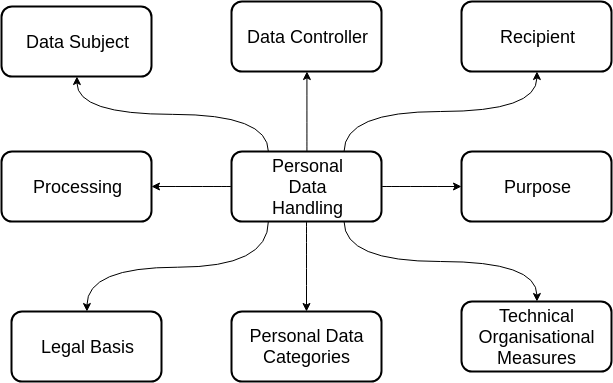 Data Subject
Data Controller
Recipient
Processing
Personal
Data
Handling
Purpose
Legal Basis
Personal Data
Categories
Technical
Organisational
Measures